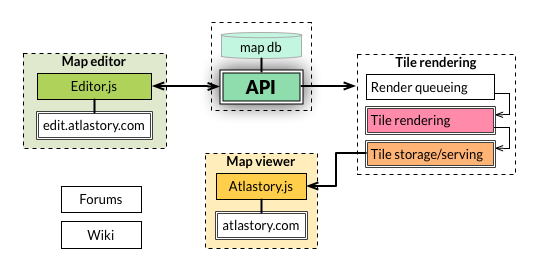 map db
Map editor
Editor.js
edit.atlastory.com
API
Tile rendering
Render queueing
Tile rendering
Tile storage/serving
Map viewer
Atlastory.js
atlastory.com
Forums
Wiki